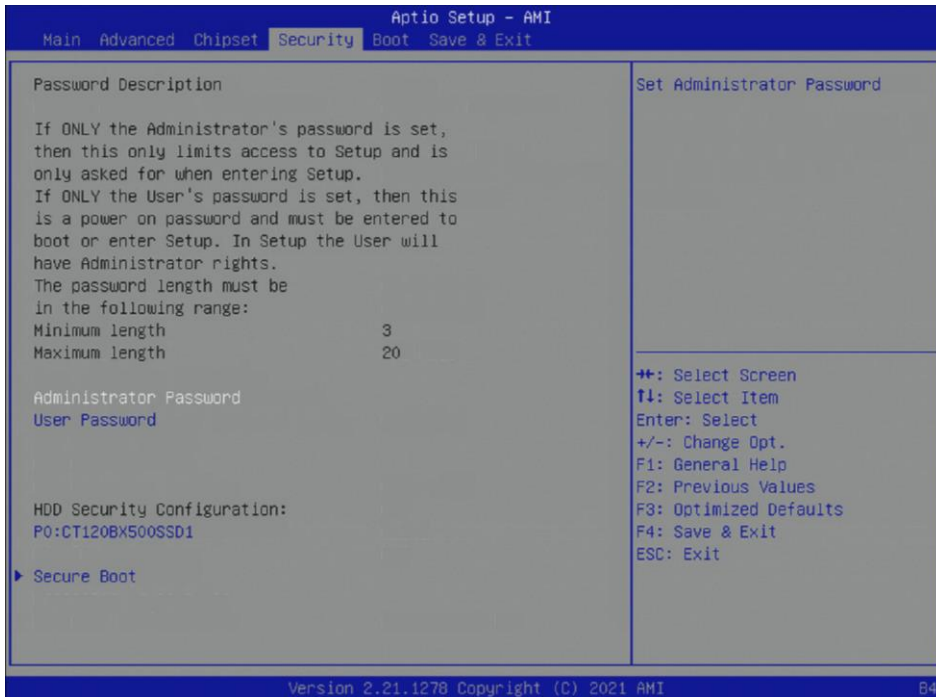 Aptio Setup - AMI
Main Advanced Chipset Security Boot Save & Exit
Password Description
If ONLY the Administrator's password is set,
then this only limits access to Setup and is
only asked for when entering Setup.
If ONLY the User's password is set, then this
is a power on password and must be entered to
boot or enter Setup. In Setup the User will
have Administrator rights.
The password length must be
in the following range:
Minimum length 3
Maximum length 20
Administrator Password
User Password
HDD Security Configuration:
P0:CT120BX500SSD1
Secure Boot
Set Administrator Password
→←: Select Screen
↑↓: Select Item
Enter: Select
+/-: Change Opt.
F1: General Help
F2: Previous Values
F3: Optimized Defaults
F4: Save & Exit
ESC: Exit
Version 2.21.1278 Copyright (C) 2021 AMI
B4